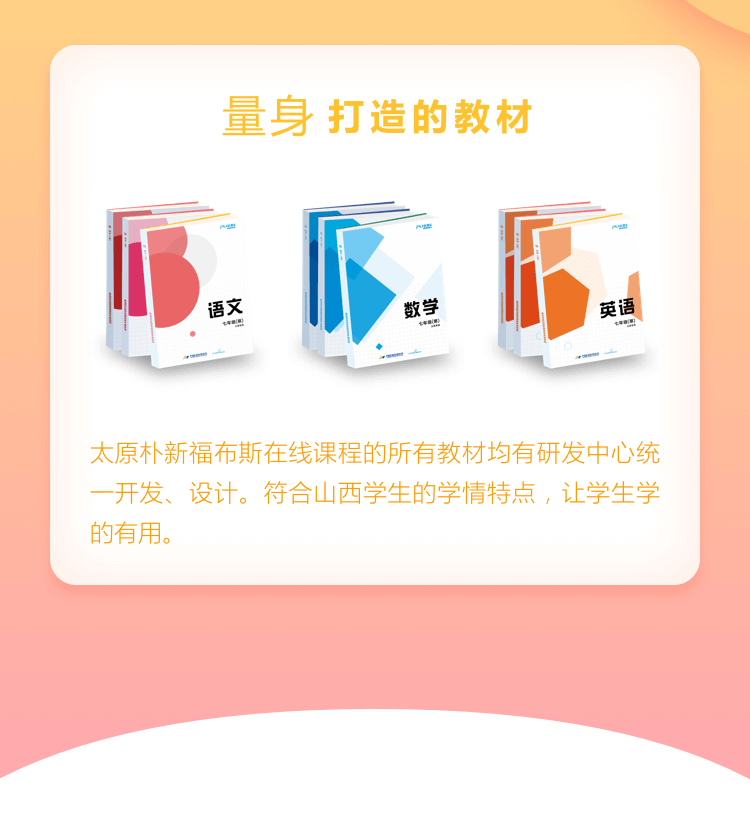 量身 打造的教材
语文
七年级(暑)
数学
七年级(暑)
英语
七年级(暑)
太原朴新福布斯在线课程的所有教材均有研发中心统
一开发、设计。符合山西学生的学情特点，让学生学
的有用。